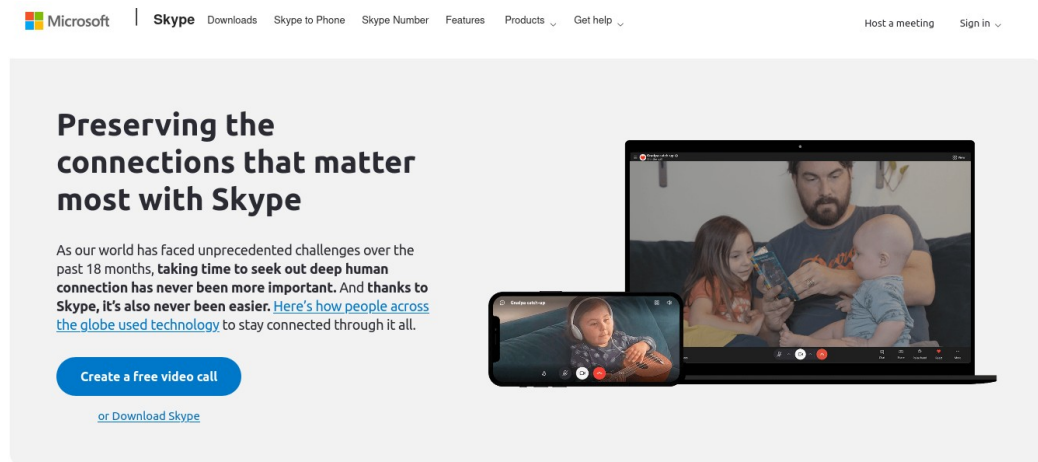 Microsoft
Skype Downloads Skype to Phone Skype Number Features Products Get help
Host a meeting Sign in
Preserving the
connections that matter
most with Skype
As our world has faced unprecedented challenges over the
past 18 months, taking time to seek out deep human
connection has never been more important. And thanks to
Skype, it's also never been easier. Here's how people across
the globe used technology to stay connected through it all.
Create a free video call
or Download Skype